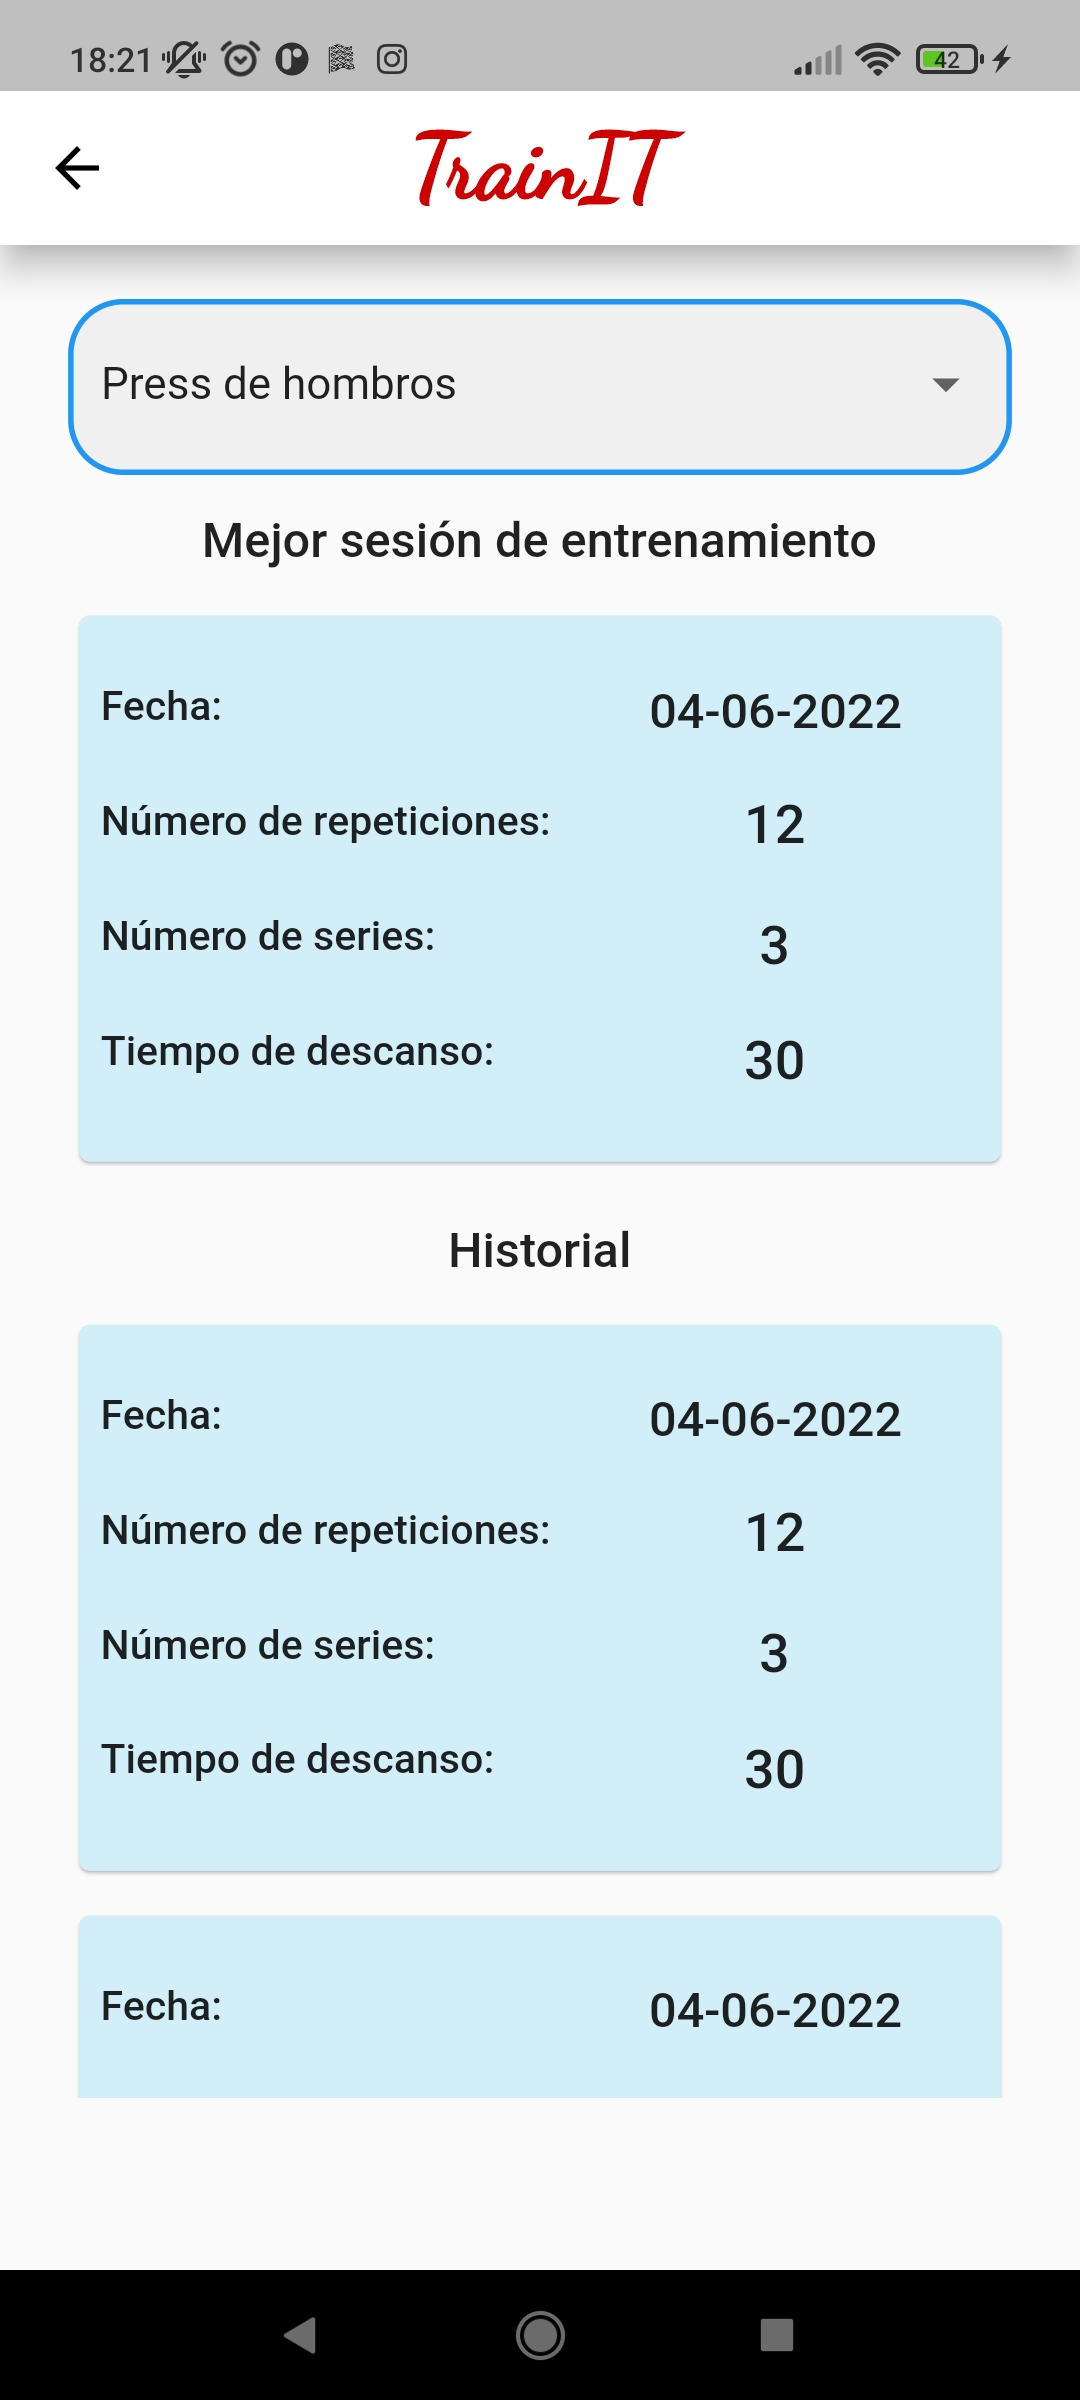 18:21
42
TrainIT
Press de hombros
Mejor sesión de entrenamiento
Fecha: 04-06-2022
Número de repeticiones: 12
Número de series: 3
Tiempo de descanso: 30
Historial
Fecha: 04-06-2022
Número de repeticiones: 12
Número de series: 3
Tiempo de descanso: 30
Fecha: 04-06-2022